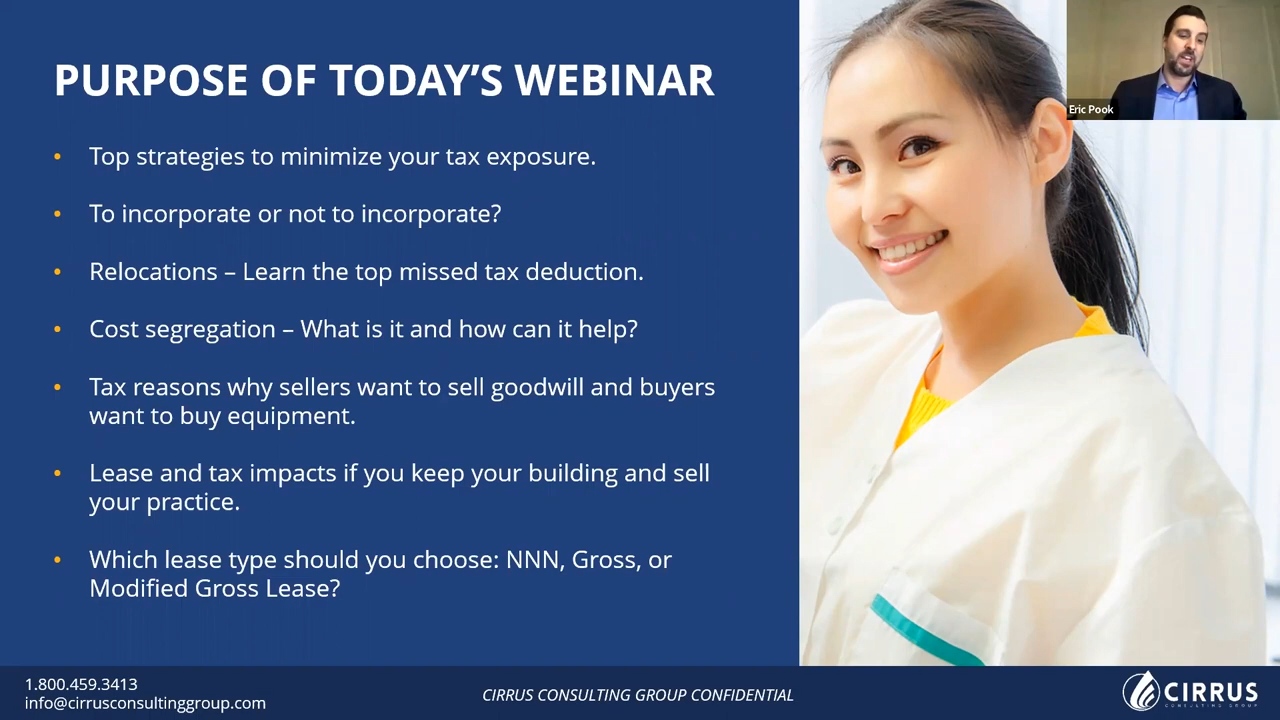 PURPOSE OF TODAY'S WEBINAR
Eric Pook
• Top strategies to minimize your tax exposure.
• To incorporate or not to incorporate?
• Relocations – Learn the top missed tax deduction.
• Cost segregation – What is it and how can it help?
• Tax reasons why sellers want to sell goodwill and buyers
want to buy equipment.
• Lease and tax impacts if you keep your building and sell
your practice.
• Which lease type should you choose: NNN, Gross, or
Modified Gross Lease?
1.800.459.3413
info@cirrusconsultinggroup.com
CIRRUS CONSULTING GROUP CONFIDENTIAL
CIRRUS
CONSULTING GROUP